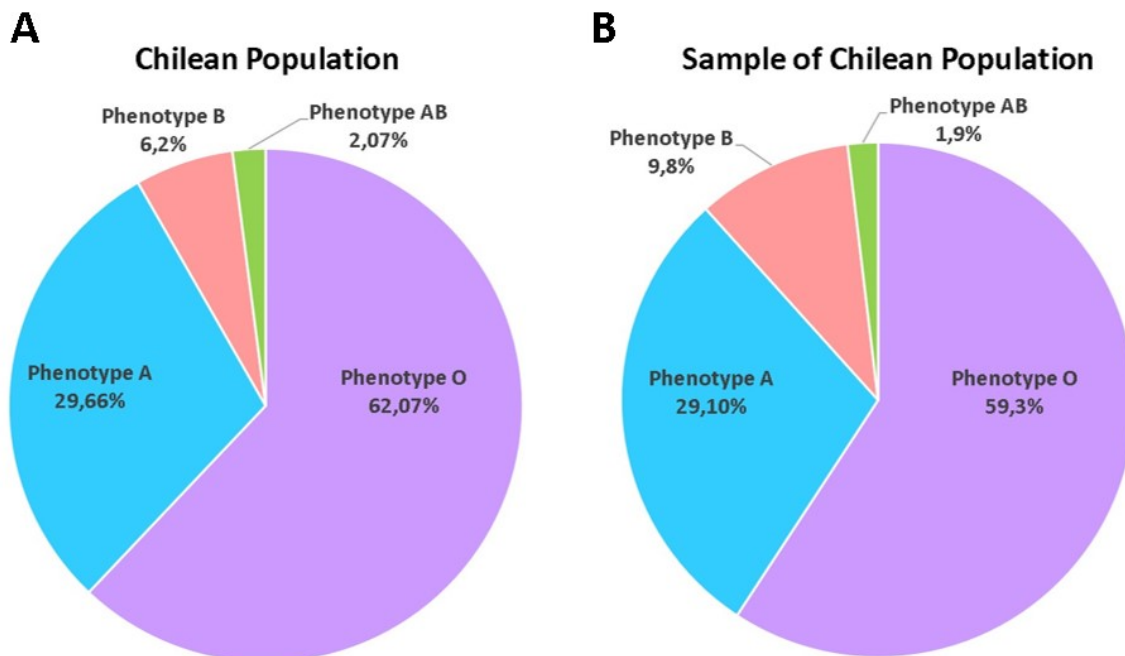 A
Chilean Population
Phenotype B
6,2%
Phenotype AB
2,07%
Phenotype A
29,66%
Phenotype O
62,07%
B
Sample of Chilean Population
Phenotype B
9,8%
Phenotype AB
1,9%
Phenotype A
29,10%
Phenotype O
59,3%